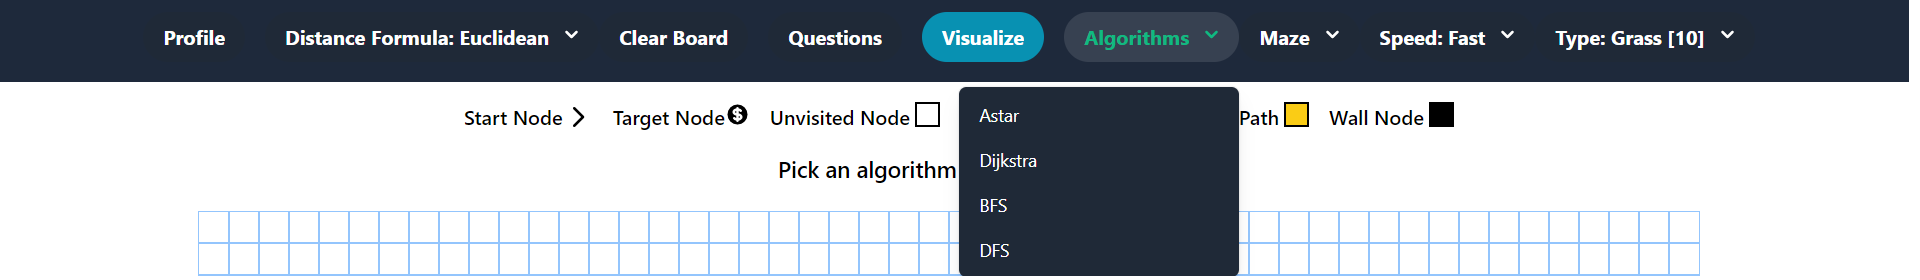 Profile Distance Formula: Euclidean Clear Board Questions Visualize Algorithms Maze Speed: Fast Type: Grass [10]
Start Node Target Node $ Unvisited Node Path Wall Node
Pick an algorithm
Astar
Dijkstra
BFS
DFS